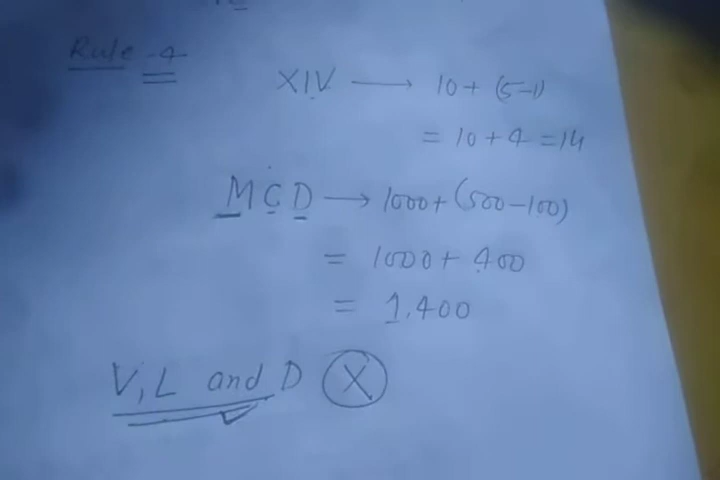 Rule -4
XIV → 10 + (5-1)
= 10 + 4 = 14
MCD → 1000 + (500 - 100)
= 1000 + 400
= 1,400
V, L and D X